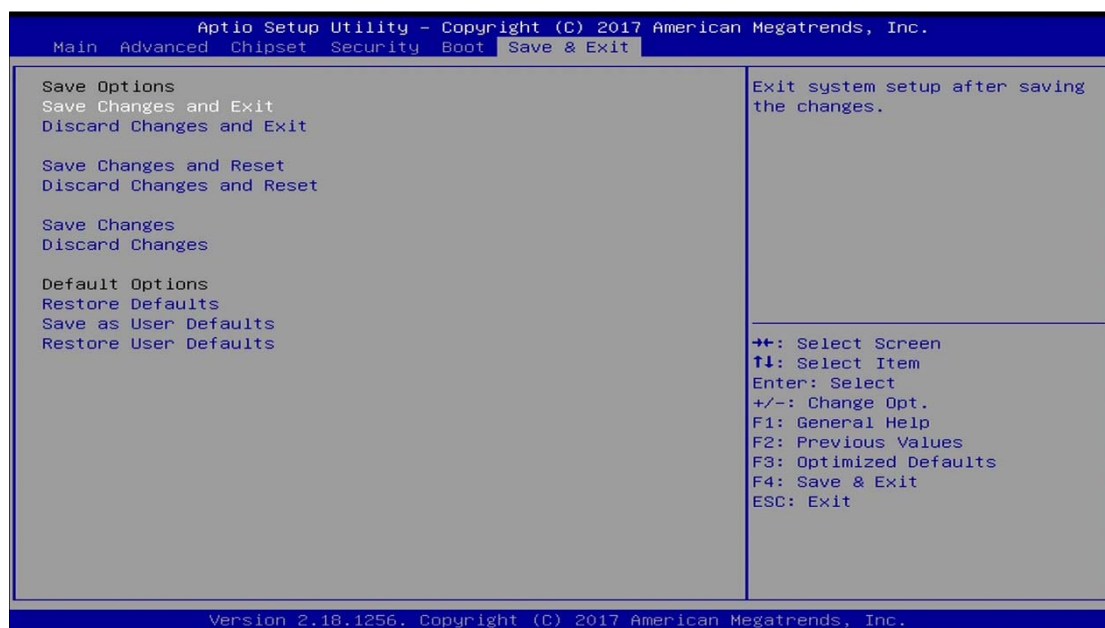 Aptio Setup Utility – Copyright (C) 2017 American Megatrends, Inc.
Main Advanced Chipset Security Boot Save & Exit
Save Options
Save Changes and Exit
Discard Changes and Exit
Save Changes and Reset
Discard Changes and Reset
Save Changes
Discard Changes
Default Options
Restore Defaults
Save as User Defaults
Restore User Defaults
Exit system setup after saving
the changes.
→←: Select Screen
↑↓: Select Item
Enter: Select
+/-: Change Opt.
F1: General Help
F2: Previous Values
F3: Optimized Defaults
F4: Save & Exit
ESC: Exit
Version 2.18.1256. Copyright (C) 2017 American Megatrends, Inc.